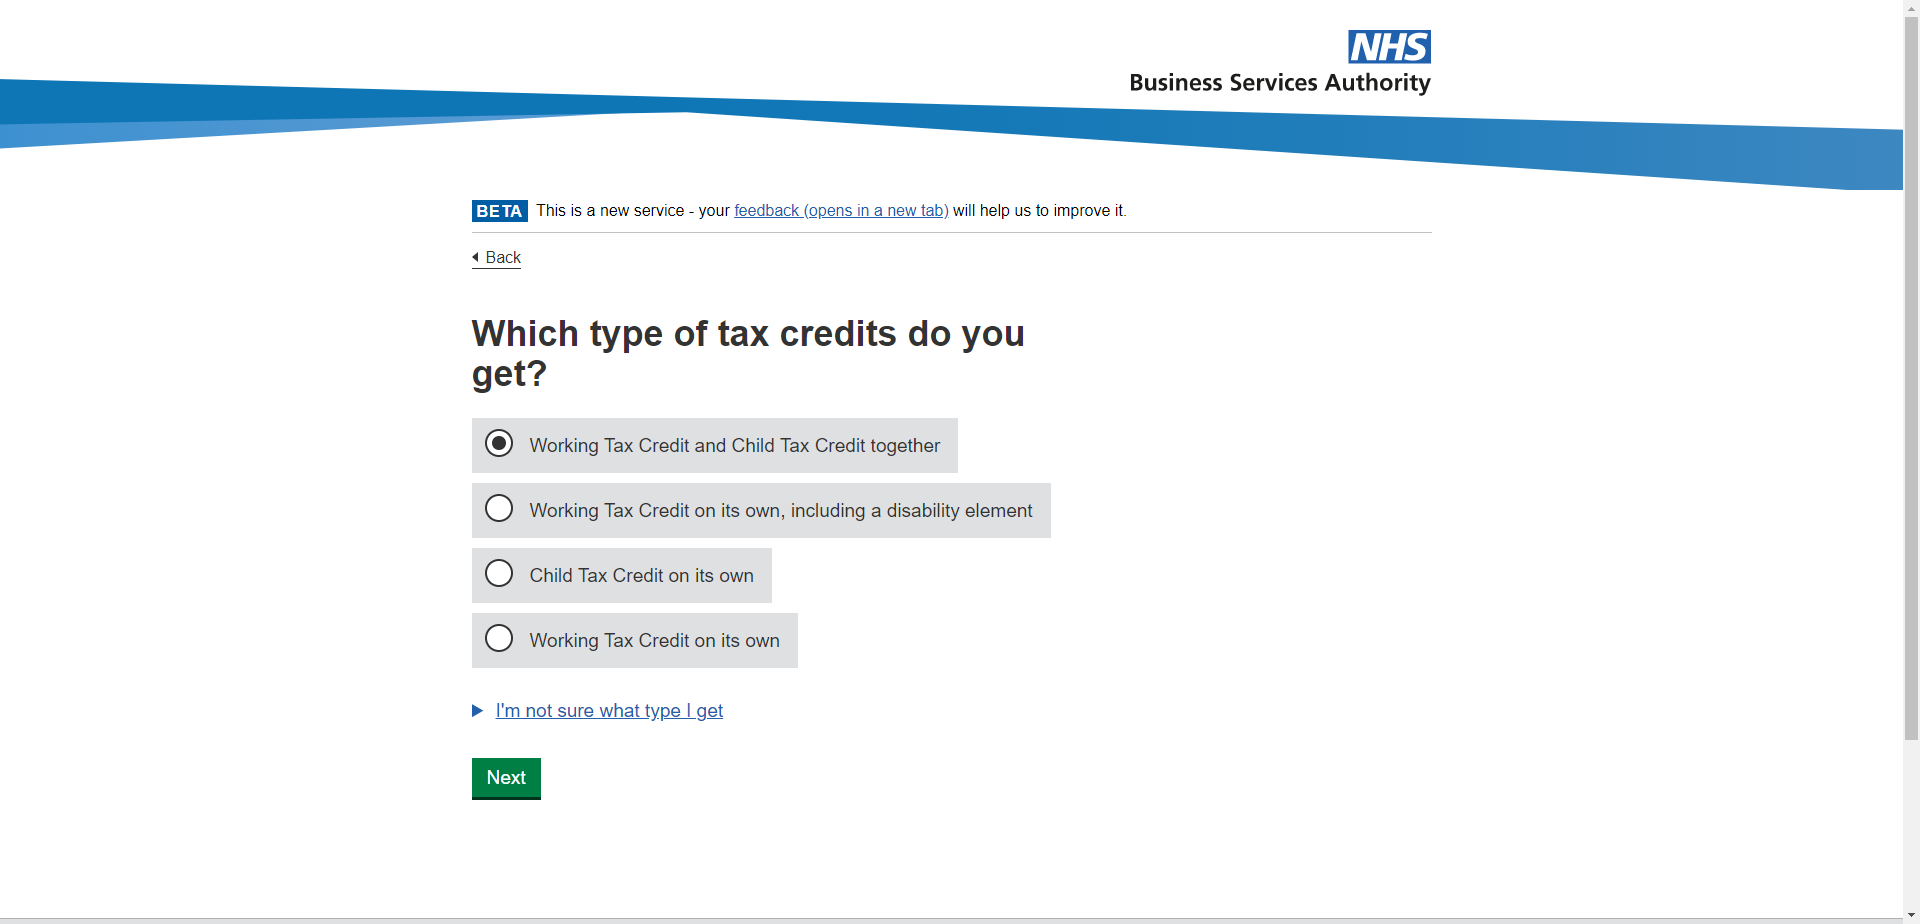 NHS
Business Services Authority
BETA This is a new service - your feedback (opens in a new tab) will help us to improve it.
Back
Which type of tax credits do you
get?
Working Tax Credit and Child Tax Credit together
Working Tax Credit on its own, including a disability element
Child Tax Credit on its own
Working Tax Credit on its own
I'm not sure what type I get
Next